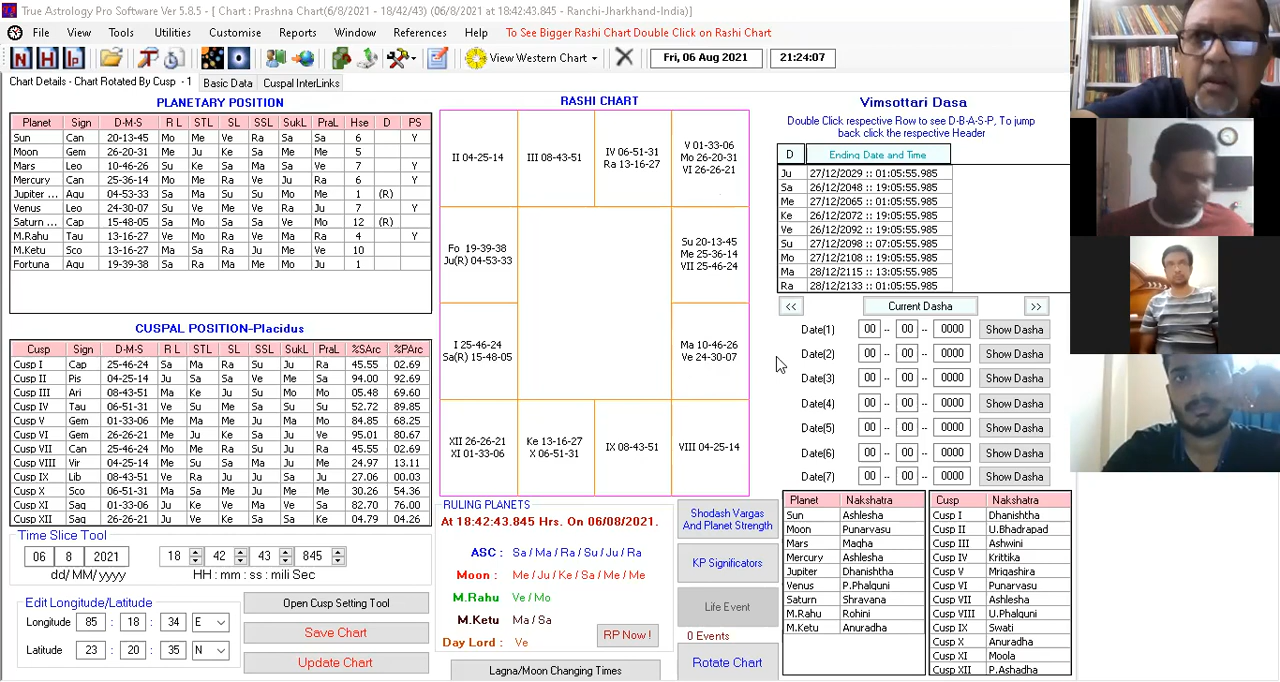 True Astrology Pro Software Ver 5.8.5 - [ Chart : Prashna Chart(6/8/2021 - 18/42/43) (06/8/2021 at 18:42:43.845 - Ranchi-Jharkhand-India)]
File View Tools Utilities Customise Reports Window References Help To See Bigger Rashi Chart Double Click on Rashi Chart
N H Ip View Western Chart Fri, 06 Aug 2021 21:24:07
Chart Details - Chart Rotated By Cusp - 1 Basic Data Cuspal InterLinks
PLANETARY POSITION
Planet Sign D-M-S R L STL SL SSL SukL PraL Hse D PS
Sun Can 20-13-45 Mo Me Ve Ra Sa Sa 6 Y
Moon Gem 26-20-31 Me Ju Ke Sa Me Me 5
Mars Leo 10-46-26 Su Ke Sa Ma Sa Ve 7 Y
Mercury Can 25-36-14 Mo Me Ra Ve Ju Ra 6 Y
Jupiter ... Aqu 04-53-33 Sa Ma Su Su Mo Me 1 (R)
Venus Leo 24-30-07 Su Ve Me Ve Ra Ju 7 Y
Saturn ... Cap 15-48-05 Sa Mo Sa Sa Ve Mo 12 (R)
M.Rahu Tau 13-16-27 Ve Mo Ra Ve Ma Ra 4 Y
M.Ketu Sco 13-16-27 Ma Sa Ra Ju Me Ve 10
Fortuna Aqu 19-39-38 Sa Ra Ma Me Mo Ju 1
CUSPAL POSITION-Placidus
Cusp Sign D-M-S R L STL SL SSL SukL PraL %SArc %PArc
Cusp I Cap 25-46-24 Sa Ma Ra Su Ju Ra 45.55 02.69
Cusp II Pis 04-25-14 Ju Sa Sa Ve Me Sa 94.00 92.69
Cusp III Ari 08-43-51 Ma Ke Ju Su Mo Mo 05.48 69.60
Cusp IV Tau 06-51-31 Ve Su Me Sa Su Su 52.72 89.85
Cusp V Gem 01-33-06 Me Ma Me Ju Ve Mo 84.85 68.25
Cusp VI Gem 26-26-21 Me Ju Ke Sa Ju Ve 95.01 80.67
Cusp VII Can 25-46-24 Mo Me Ra Sa Ma Sa 45.55 02.69
Cusp VIII Vir 04-25-14 Me Su Sa Ma Ju Me 24.97 13.11
Cusp IX Lib 08-43-51 Ve Ra Ju Ju Sa Me 27.06 00.03
Cusp X Sco 06-51-31 Ma Sa Me Ju Me Me 30.26 54.36
Cusp XI Sag 01-33-06 Ju Ke Ve Sa Ma Ve 82.70 76.00
Cusp XII Sag 26-26-21 Ju Ve Ke Sa Sa Ma 04.79 04.26
Time Slice Tool
06 8 2021 18 42 43 845
dd/ MM/ yyyy HH : mm : ss : mili Sec
Edit Longitude/Latitude
Longitude 85 : 18 : 34 E
Latitude 23 : 20 : 35 N
Open Cusp Setting Tool
Save Chart
Update Chart
RASHI CHART
II 04-25-14 III 08-43-51
IV 06-51-31
Ra 13-16-27
V 01-33-06
Mo 26-20-31
VI 26-26-21
Fo 19-39-38
Ju(R) 04-53-33
Su 20-13-45
Me 25-36-14
VII 25-46-24
I 25-46-24
Sa(R) 15-48-05
Ma 10-46-26
Ve 24-30-07
XII 26-26-21
XI 01-33-06
Ke 13-16-27
X 06-51-31
IX 08-43-51 VIII 04-25-14
RULING PLANETS
At 18:42:43.845 Hrs. On 06/08/2021.
ASC : Sa / Ma / Ra / Su / Ju / Ra
Moon : Me / Ju / Ke / Sa / Me / Me
M.Rahu : Ve / Mo
M.Ketu : Ma / Sa
Day Lord : Ve
RP Now !
Lagna/Moon Changing Times
Shodash Vargas
And Planet Strength
KP Significators
Life Event
0 Events
Rotate Chart
Vimsottari Dasa
Double Click respective Row to see D-B-A-S-P, To jump
back click the respective Header
D Ending Date and Time
Ju 27/12/2029 :: 01:05:55.985
Sa 26/12/2048 :: 19:05:55.985
Me 27/12/2065 :: 01:05:55.985
Ke 26/12/2072 :: 19:05:55.985
Ve 26/12/2092 :: 19:05:55.985
Su 27/12/2098 :: 07:05:55.985
Mo 27/12/2108 :: 19:05:55.985
Ma 28/12/2115 :: 13:05:55.985
Ra 28/12/2133 :: 01:05:55.985
<< Current Dasha >>
Date(1) 00 -- 00 -- 0000 Show Dasha
Date(2) 00 -- 00 -- 0000 Show Dasha
Date(3) 00 -- 00 -- 0000 Show Dasha
Date(4) 00 -- 00 -- 0000 Show Dasha
Date(5) 00 -- 00 -- 0000 Show Dasha
Date(6) 00 -- 00 -- 0000 Show Dasha
Date(7) 00 -- 00 -- 0000 Show Dasha
Planet Nakshatra
Sun Ashlesha
Moon Punarvasu
Mars Magha
Mercury Ashlesha
Jupiter Dhanishtha
Venus P.Phalguni
Saturn Shravana
M.Rahu Rohini
M.Ketu Anuradha
Cusp Nakshatra
Cusp I Dhanishtha
Cusp II U.Bhadrapad
Cusp III Ashwini
Cusp IV Krittika
Cusp V Mrigashira
Cusp VI Punarvasu
Cusp VII Ashlesha
Cusp VIII U.Phalguni
Cusp IX Swati
Cusp X Anuradha
Cusp XI Moola
Cusp XII P.Ashadha